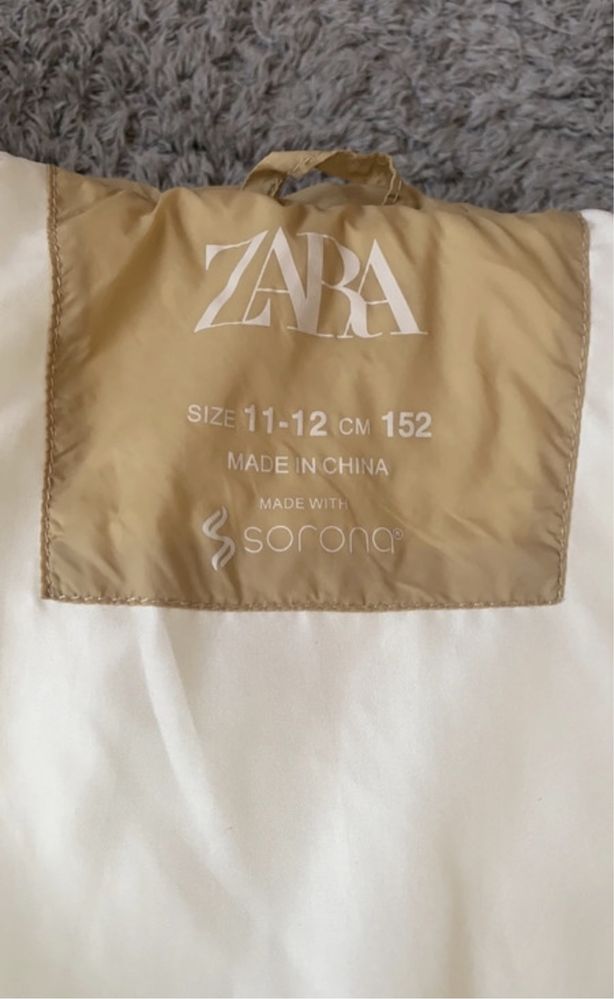 ZARA
SIZE 11-12 CM 152
MADE IN CHINA
MADE WITH
sorona®